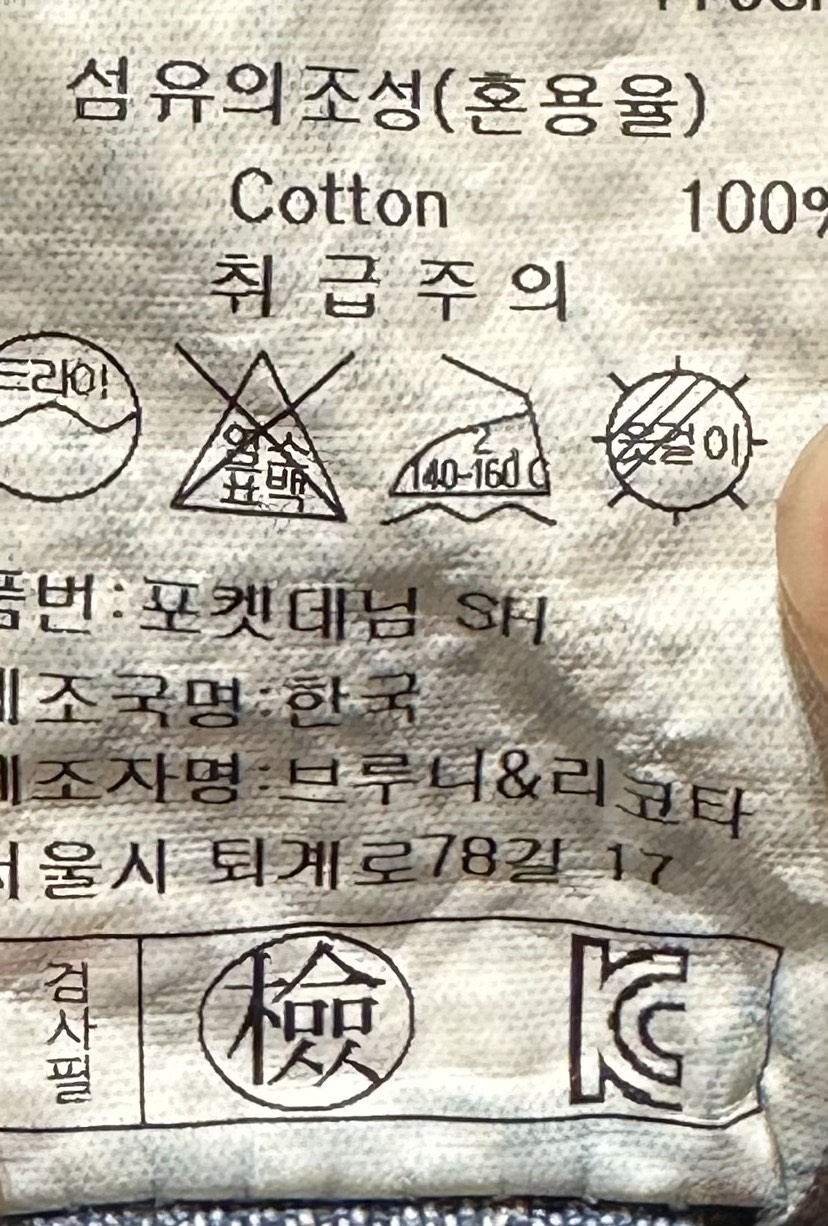 섬유의조성(혼용율)
Cotton 100%
취급주의
드라이
염소
표백
2
140-160 C
옷걸이
품번:포켓데님 SH
제조국명:한국
제조자명:브루니&리코타
서울시 퇴계로78길 17
검사필
檢
KC